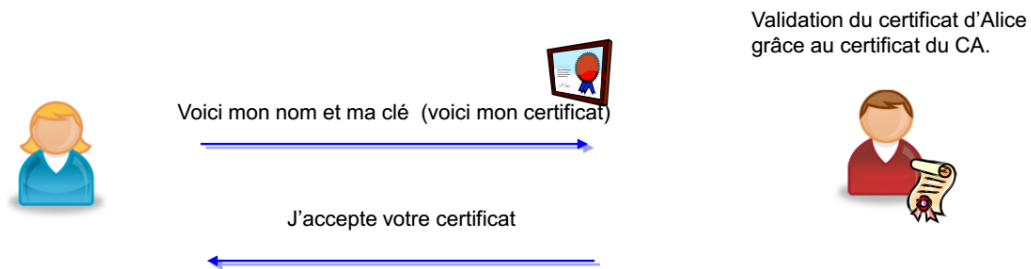 Validation du certificat d’Alice
grâce au certificat du CA.
Voici mon nom et ma clé  (voici mon certificat)
J’accepte votre certificat